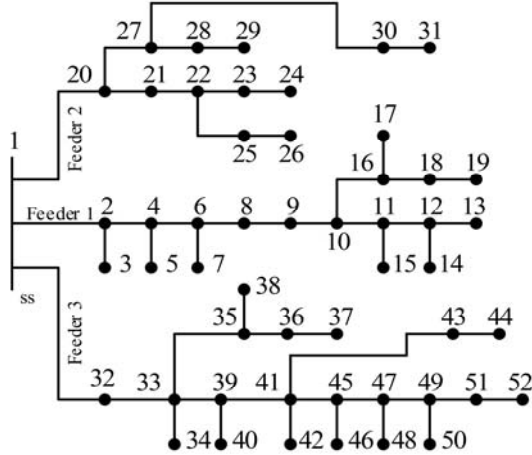 27 28 29 30 31
20 21 22 23 24
17
1
Feeder 2
25 26
16 18 19
Feeder 1
2 4 6 8 9 10 11 12 13
3 5 7 15 14
ss
38
Feeder 3
35 36 37 43 44
32 33 39 41 45 47 49 51 52
34 40 42 46 48 50